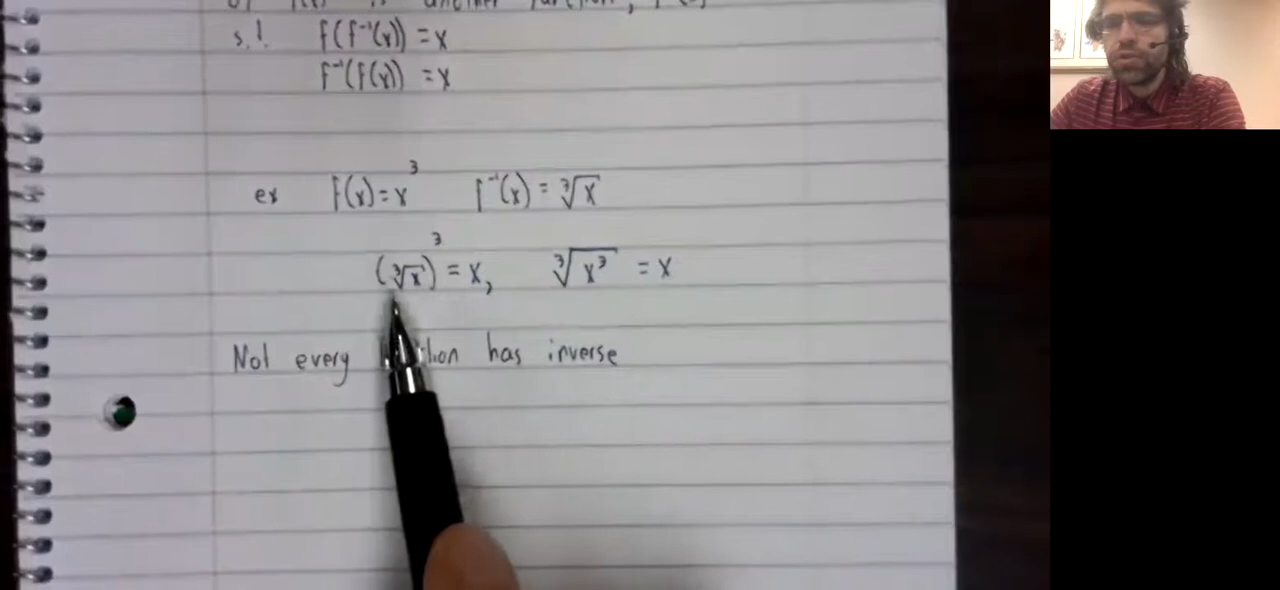 s.t. f(f⁻¹(x)) = x
f⁻¹(f(x)) = x
ex f(x) = x³ f⁻¹(x) = ∛x
(∛x)³ = x, ∛x³ = x
Not every has inverse